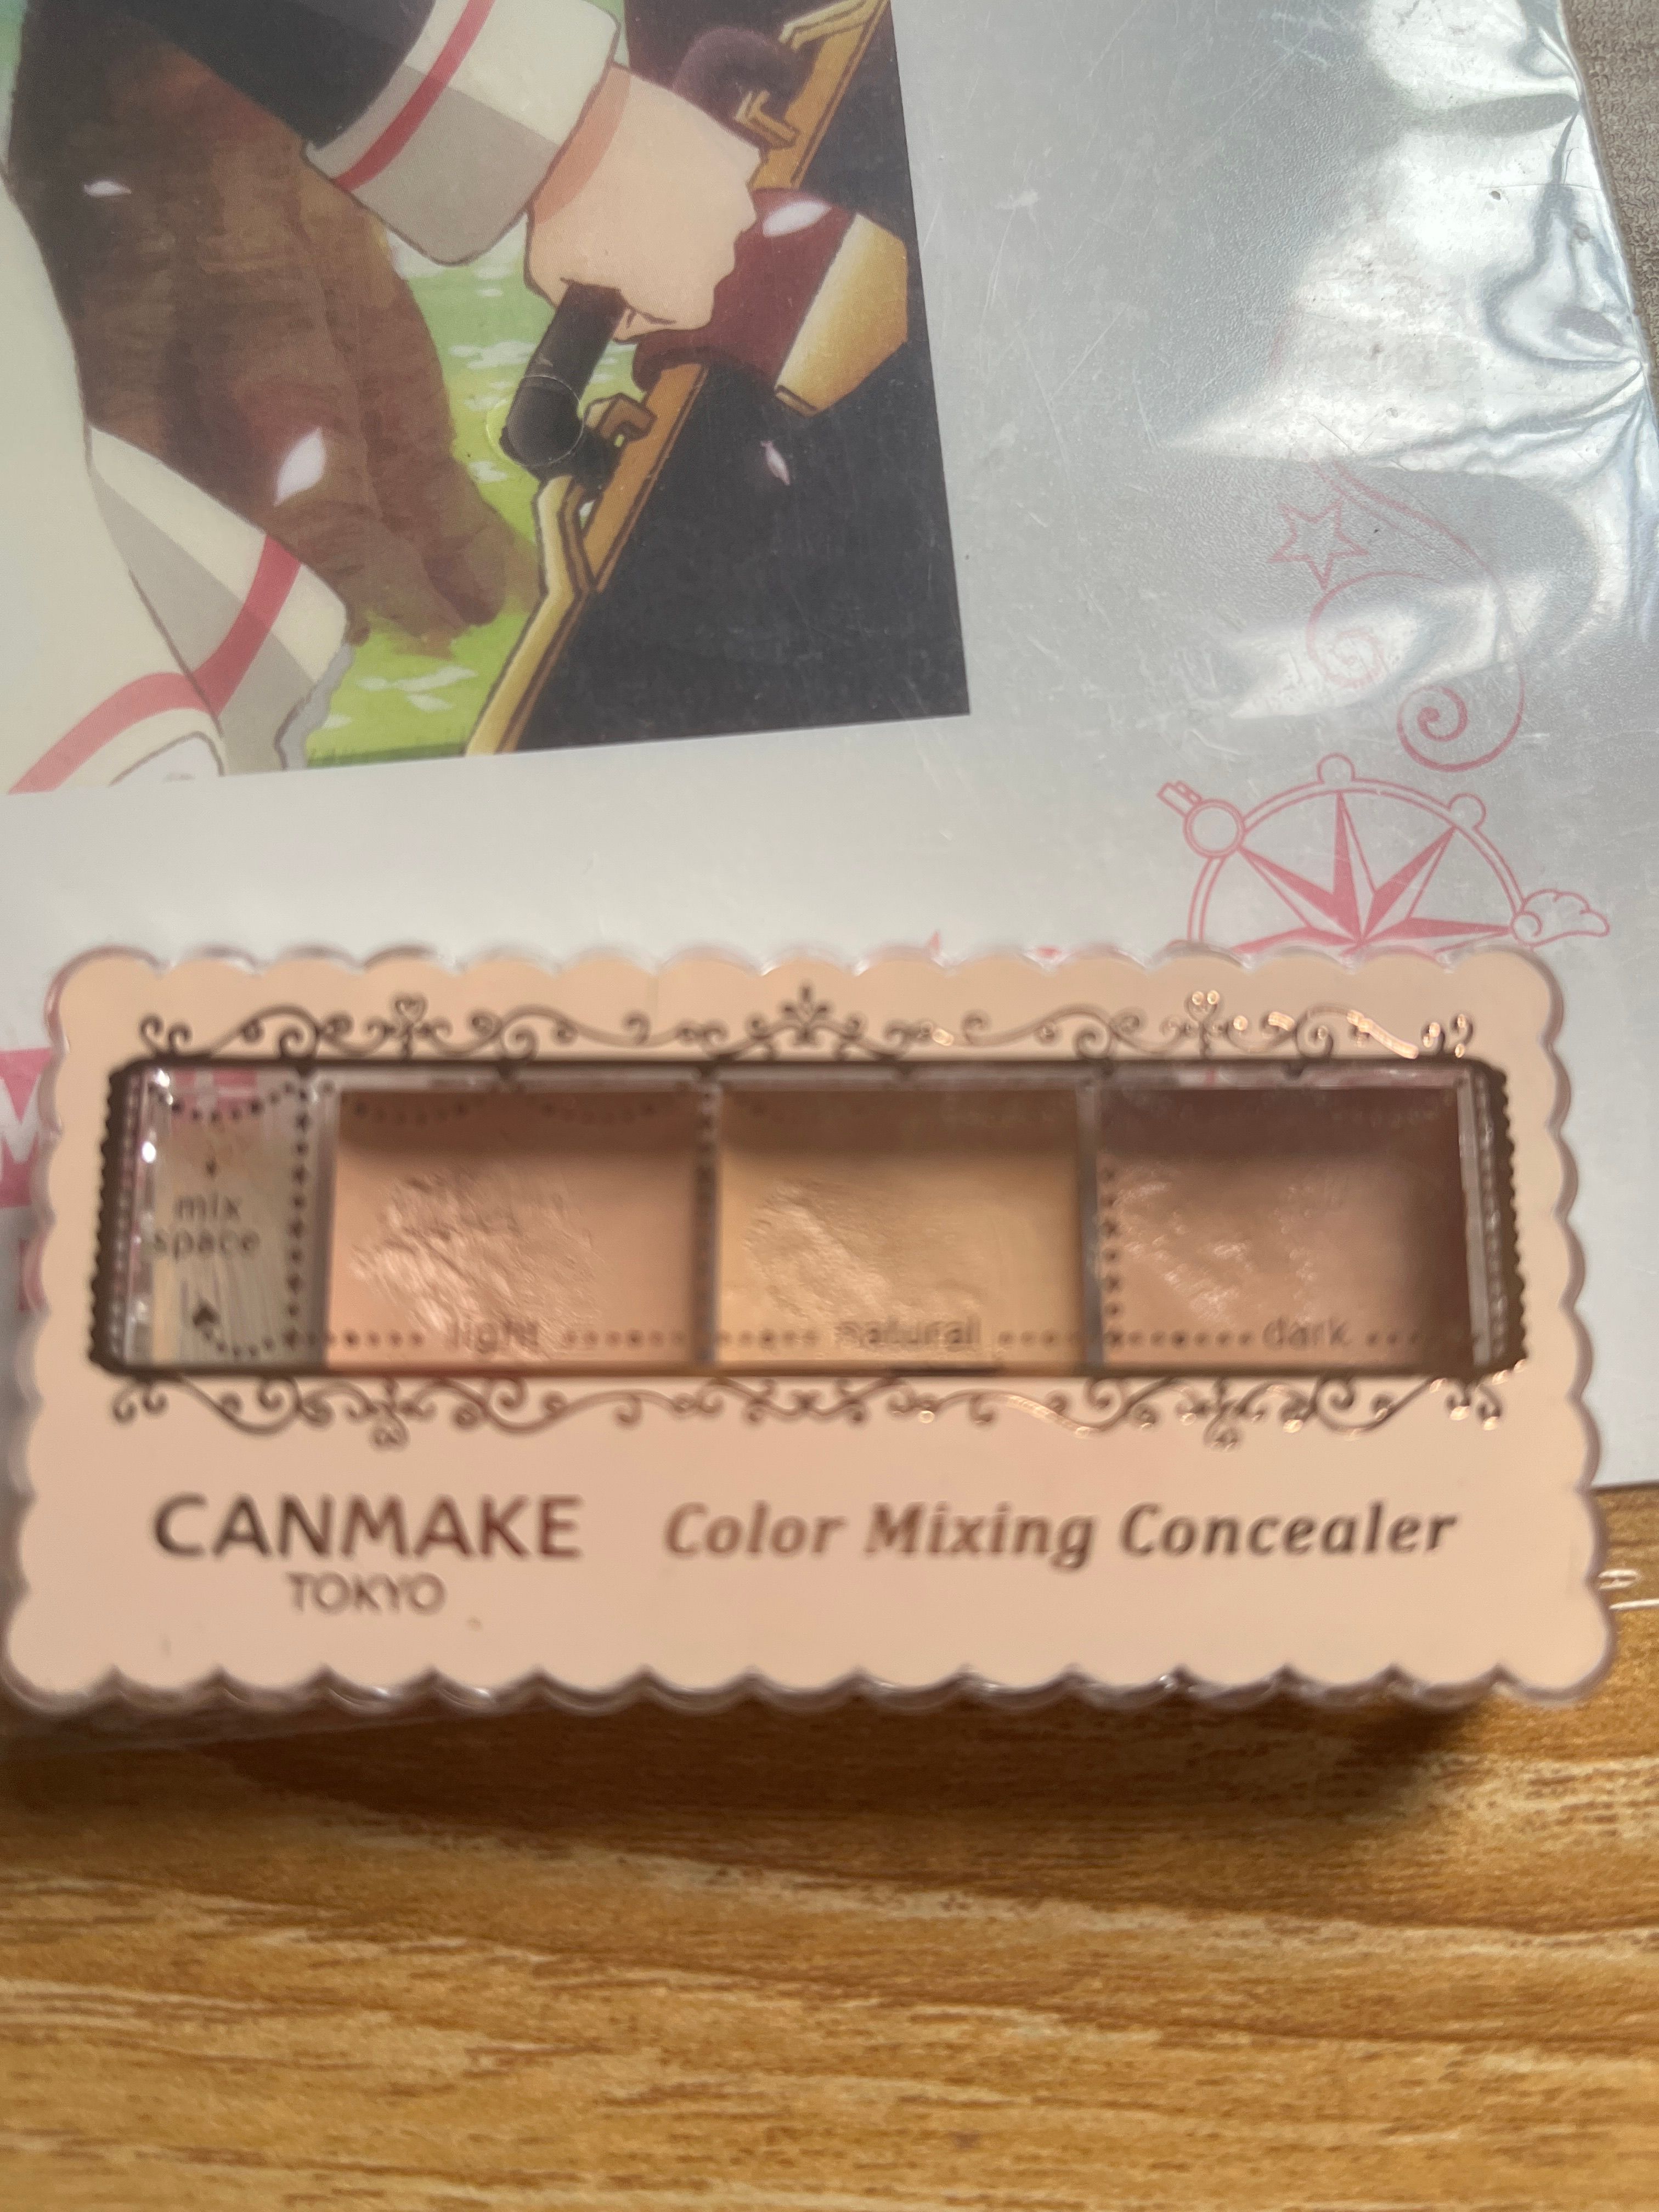 mix
space
light
natural
dark
CANMAKE
TOKYO
Color Mixing Concealer